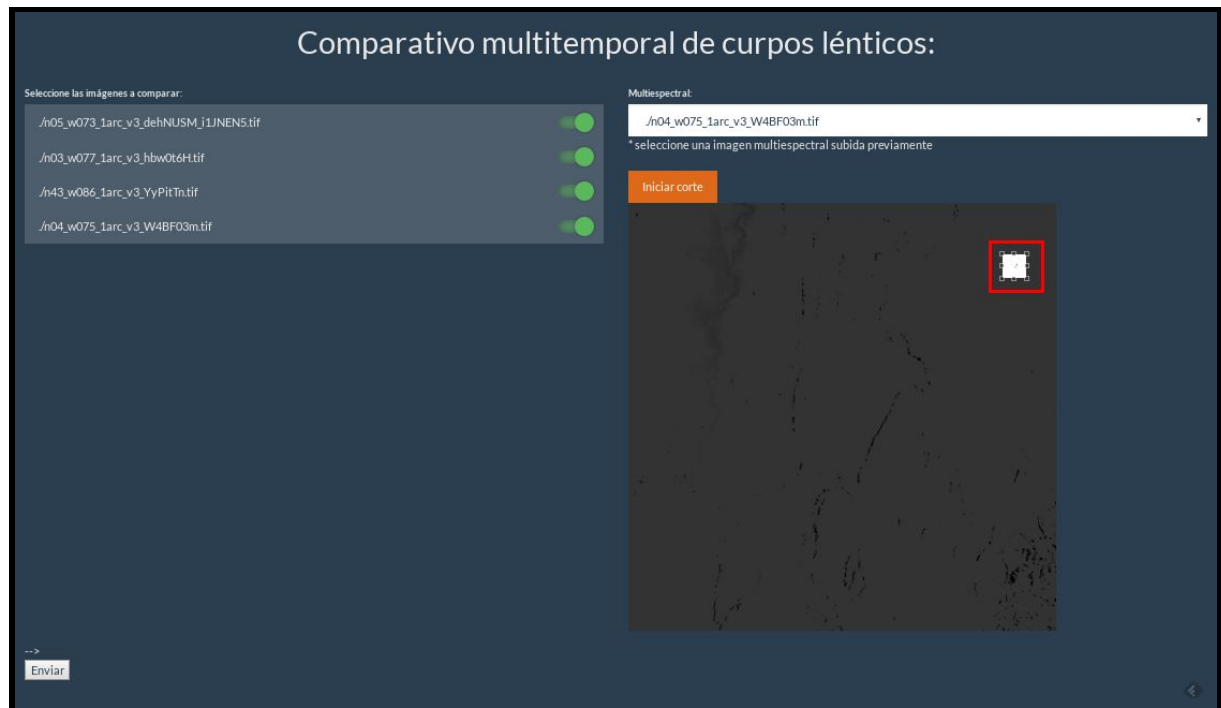 Comparativo multitemporal de curpos lénticos:
Seleccione las imágenes a comparar:
./n05_w073_1arc_v3_dehNUSM_i1JNEN5.tif
./n03_w077_1arc_v3_hbw0t6H.tif
./n43_w086_1arc_v3_YyPitTn.tif
./n04_w075_1arc_v3_W4BF03m.tif
Multiespectral:
./n04_w075_1arc_v3_W4BF03m.tif
* seleccione una imagen multiespectral subida previamente
Iniciar corte
-->
Enviar